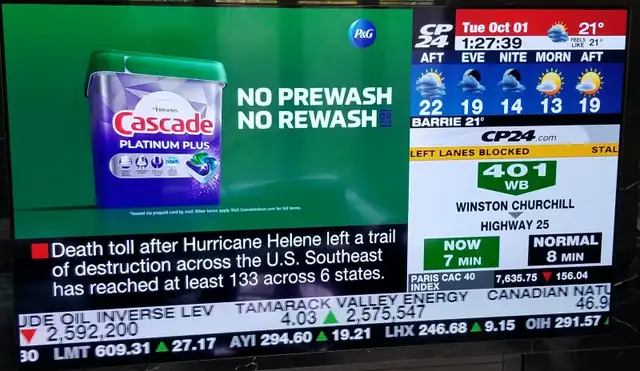 P&G
NO PREWASH
NO REWASH
#1 BRAND
Cascade
PLATINUM PLUS
Death toll after Hurricane Helene left a trail
of destruction across the U.S. Southeast
has reached at least 133 across 6 states.
CP
24
Tue Oct 01
1:27:39
21°
FEELS
LIKE 21°
AFT EVE NITE MORN AFT
22 19 14 13 19
BARRIE 21°
CP24.com
LEFT LANES BLOCKED STAL
401
WB
WINSTON CHURCHILL
HIGHWAY 25
NOW
7 MIN
NORMAL
8 MIN
PARIS CAC 40
INDEX
7,635.75 ▼ 156.04
UDE OIL INVERSE LEV TAMARACK VALLEY ENERGY CANADIAN NATU
▼ 2,592,200 4.03 ▲ 2,575,547 46.9
30 LMT 609.31 ▲ 27.17 AYI 294.60 ▲ 19.21 LHX 246.68 ▲ 9.15 OIH 291.57